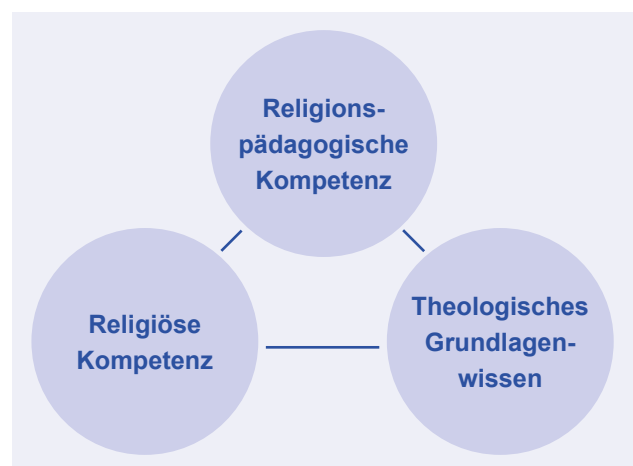 Religions-
pädagogische
Kompetenz
Religiöse
Kompetenz
Theologisches
Grundlagen-
wissen